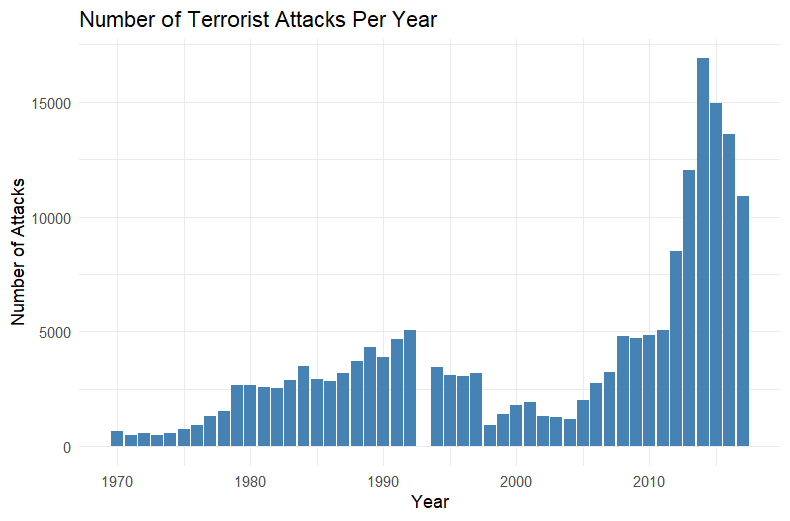 Number of Terrorist Attacks Per Year
15000
10000
5000
0
Number of Attacks
1970 1980 1990 2000 2010
Year